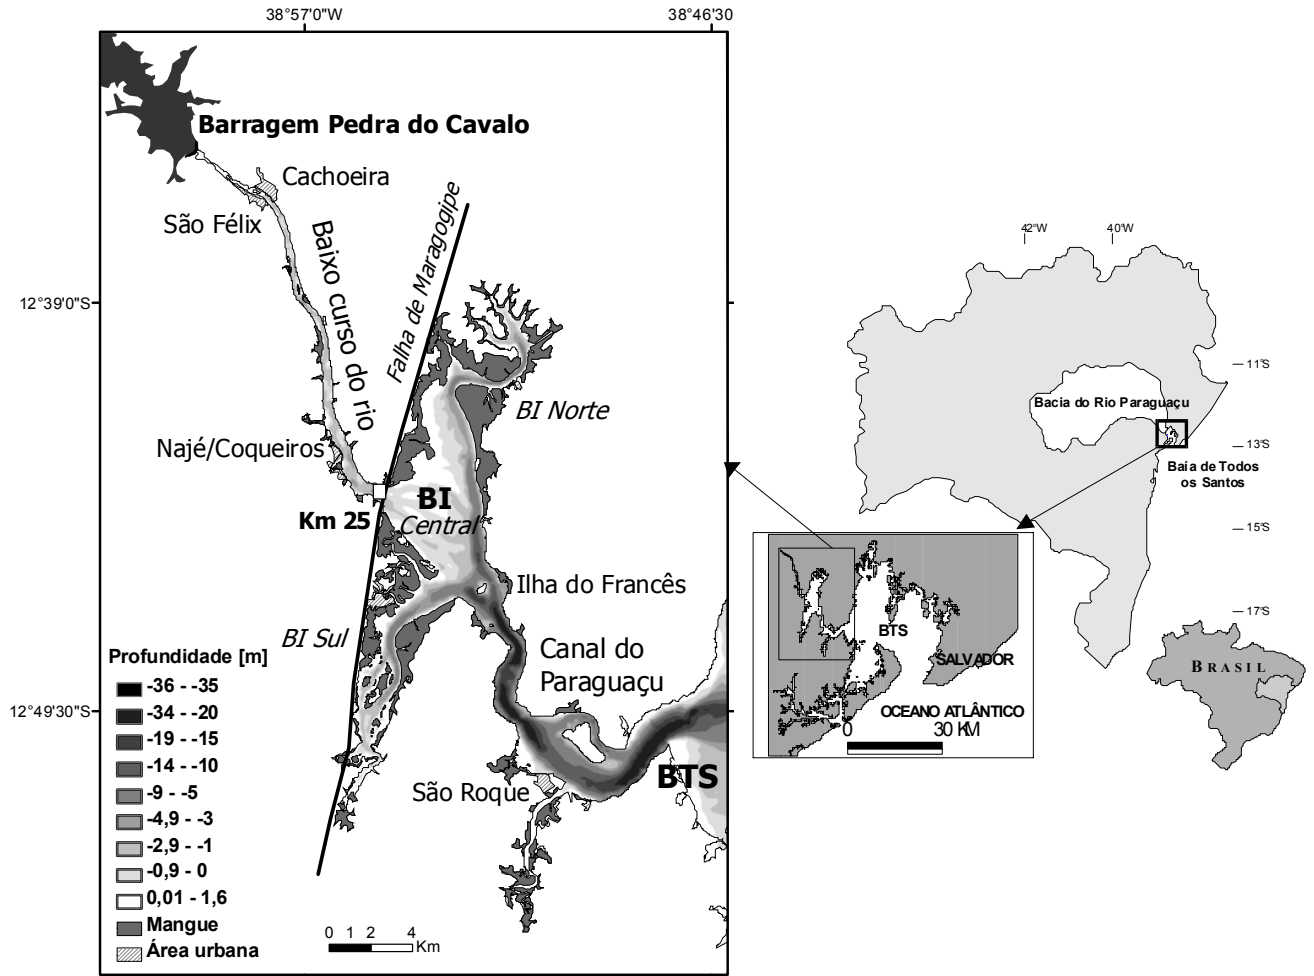 38°57'0"W
38°46'30
Barragem Pedra do Cavalo
Cachoeira
São Félix
Baixo curso do rio
Falha de Maragogipe
12°39'0"S
BI Norte
Najé/Coqueiros
BI
Km 25
Central
Ilha do Francês
BI Sul
Canal do
Paraguaçu
12°49'30"S
São Roque
BTS
Profundidade [m]
-36 - -35
-34 - -20
-19 - -15
-14 - -10
-9 - -5
-4,9 - -3
-2,9 - -1
-0,9 - 0
0,01 - 1,6
Mangue
Área urbana
0 1 2 4
Km
42°W
40°W
11°S
Bacia do Rio Paraguaçu
13°S
Baía de Todos
os Santos
15°S
17°S
BTS
SALVADOR
OCEANO ATLÂNTICO
0 30 KM
BRASIL